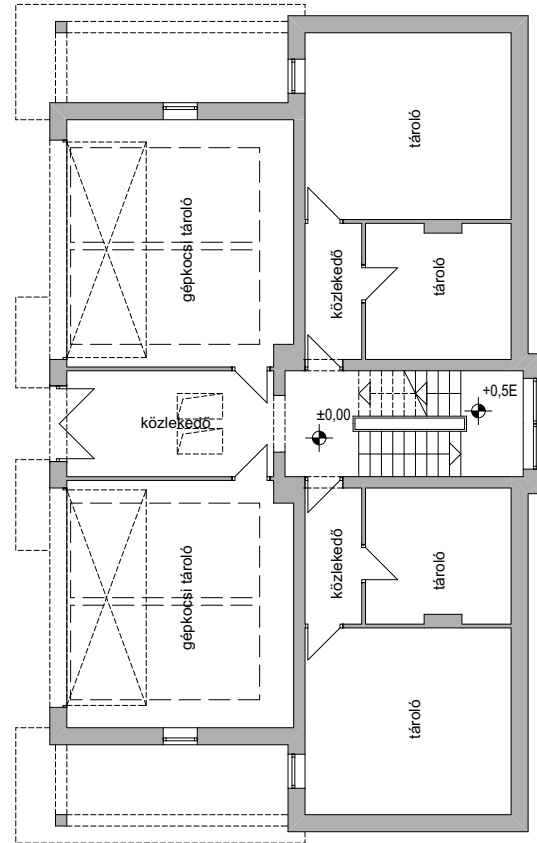 tároló
gépkocsi tároló
közlekedő
tároló
+0,5E
±0,00
közlekedő
közlekedő
tároló
gépkocsi tároló
tároló